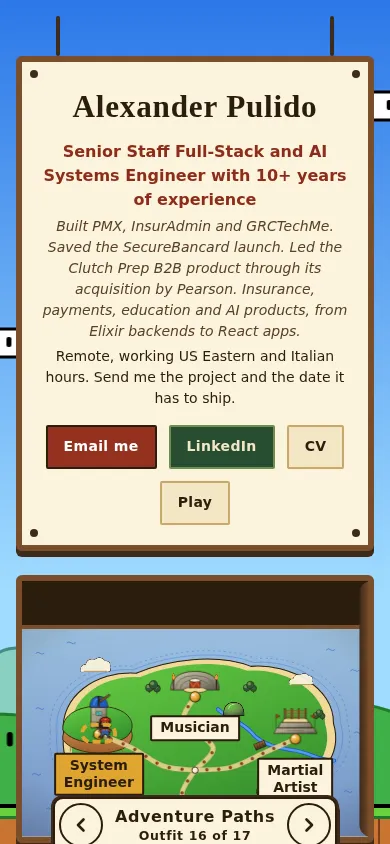 Alexander Pulido
Senior Staff Full-Stack and AI
Systems Engineer with 10+ years
of experience
Built PMX, InsurAdmin and GRCTechMe.
Saved the SecureBancard launch. Led the
Clutch Prep B2B product through its
acquisition by Pearson. Insurance,
payments, education and AI products, from
Elixir backends to React apps.
Remote, working US Eastern and Italian
hours. Send me the project and the date it
has to ship.
Email me
LinkedIn
CV
Play
Musician
System
Engineer
Martial
Artist
Adventure Paths
Outfit 16 of 17